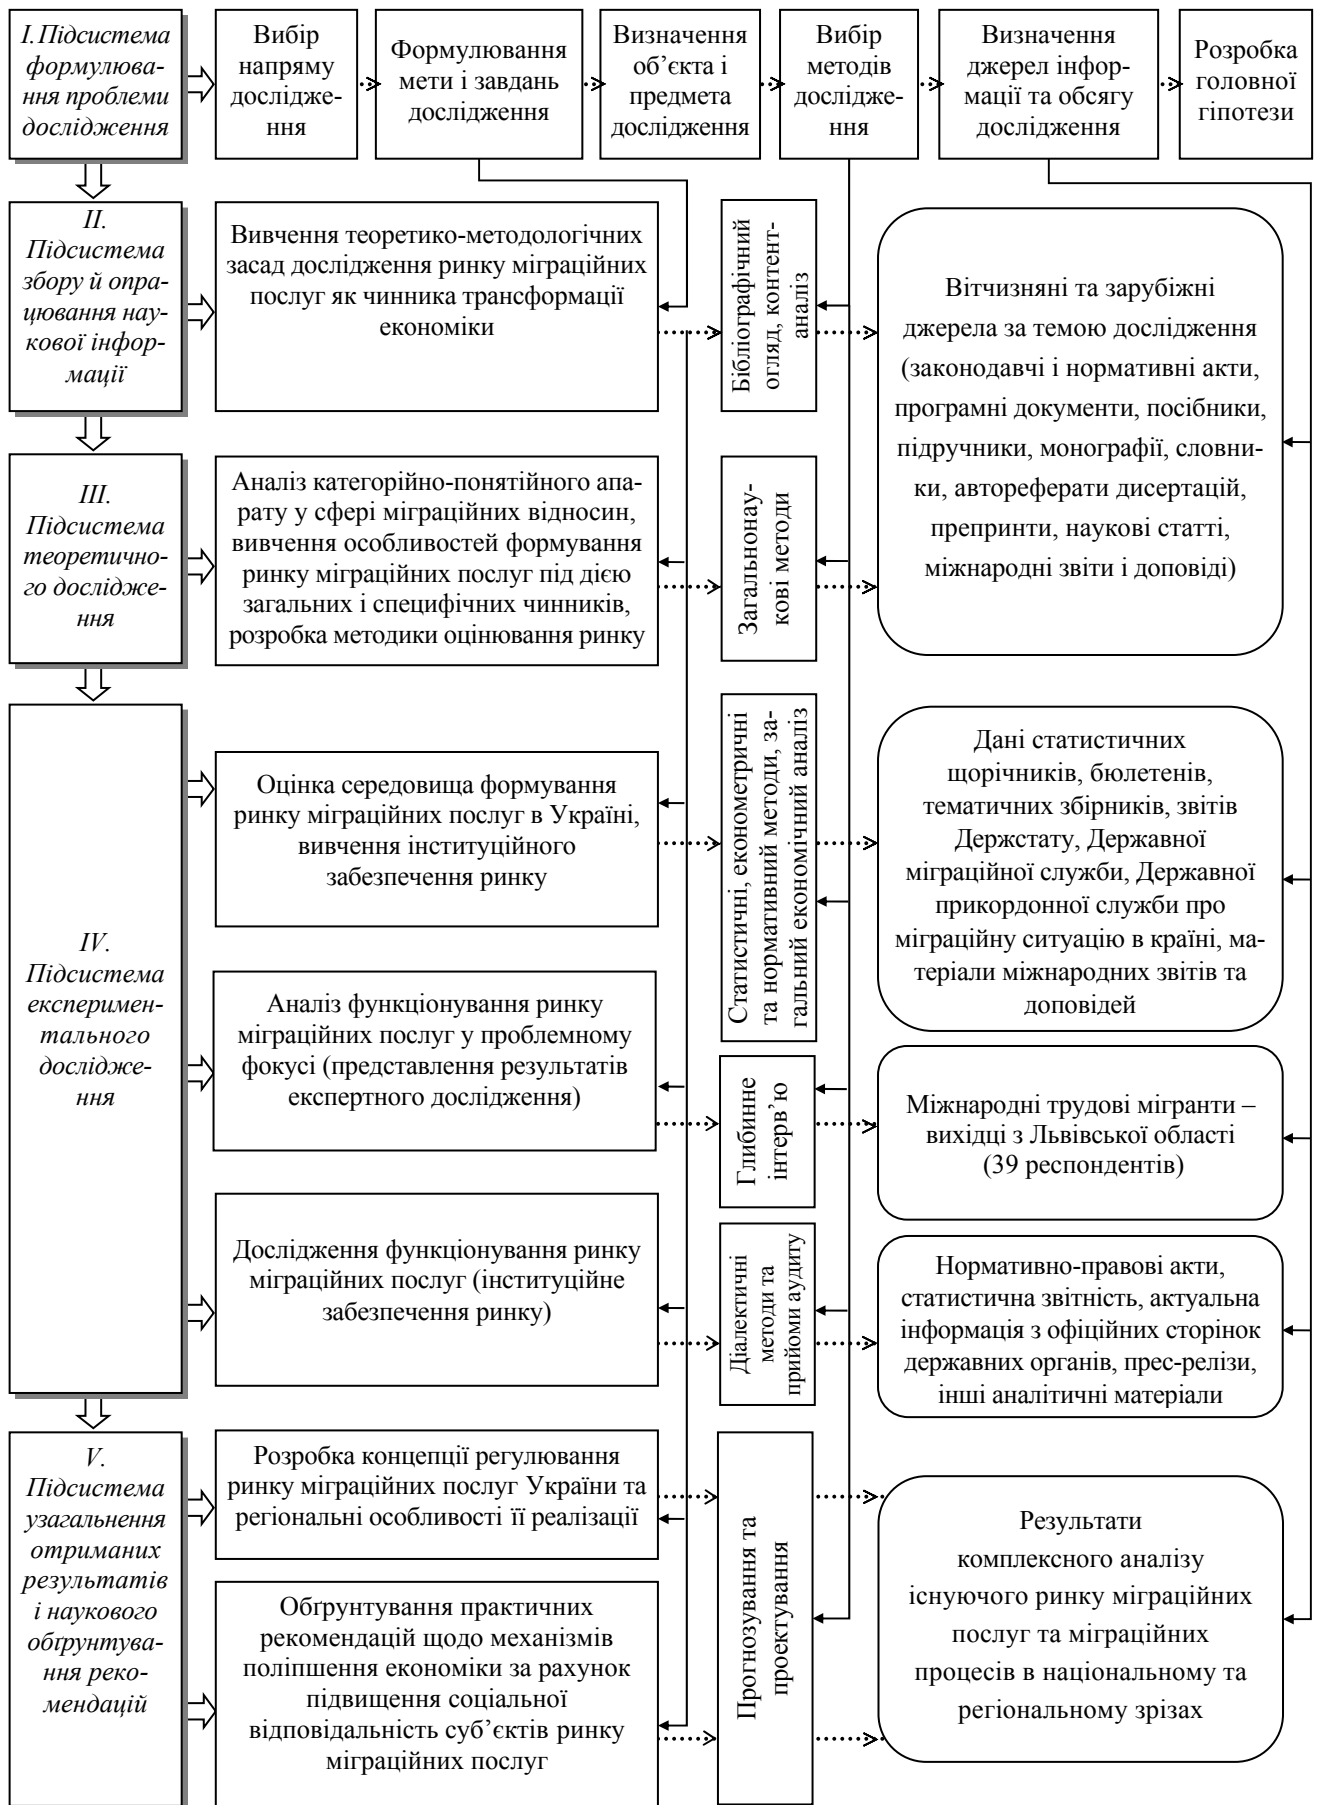 I. Підсистема
формулюва-
ння проблеми
дослідження
Вибір
напряму
дослідже-
ння
Формулювання
мети і завдань
дослідження
Визначення
об’єкта і
предмета
дослідження
Вибір
методів
дослідже-
ння
Визначення
джерел інфор-
мації та обсягу
дослідження
Розробка
головної
гіпотези
II.
Підсистема
збору й опра-
цювання нау-
кової інфор-
мації
Вивчення теоретико-методологічних
засад дослідження ринку міграційних
послуг як чинника трансформації
економіки
Бібліографічний
огляд, контент-
аналіз
Вітчизняні та зарубіжні
джерела за темою дослідження
(законодавчі і нормативні акти,
програмні документи, посібники,
підручники, монографії, словни-
ки, автореферати дисертацій,
препринти, наукові статті,
міжнародні звіти і доповіді)
III.
Підсистема
теоретично-
го дослідже-
ння
Аналіз категорійно-понятійного апа-
рату у сфері міграційних відносин,
вивчення особливостей формування
ринку міграційних послуг під дією
загальних і специфічних чинників,
розробка методики оцінювання ринку
Загальнонау-
кові методи
IV.
Підсистема
експеримен-
тального
дослідже-
ння
Оцінка середовища формування
ринку міграційних послуг в Україні,
вивчення інституційного
забезпечення ринку
Статистичні, економетричні
та нормативний методи, за-
гальний економічний аналіз
Дані статистичних
щорічників, бюлетенів,
тематичних збірників, звітів
Держстату, Державної
міграційної служби, Державної
прикордонної служби про
міграційну ситуацію в країні, ма-
теріали міжнародних звітів та
доповідей
Аналіз функціонування ринку
міграційних послуг у проблемному
фокусі (представлення результатів
експертного дослідження)
Глибинне
інтерв’ю
Міжнародні трудові мігранти –
вихідці з Львівської області
(39 респондентів)
Дослідження функціонування ринку
міграційних послуг (інституційне
забезпечення ринку)
Діалектичні
методи та
прийоми аудиту
Нормативно-правові акти,
статистична звітність, актуальна
інформація з офіційних сторінок
державних органів, прес-релізи,
інші аналітичні матеріали
V.
Підсистема
узагальнення
отриманих
результатів
і наукового
обґрунтува-
ння реко-
мендацій
Розробка концепції регулювання
ринку міграційних послуг України та
регіональні особливості її реалізації
Обґрунтування практичних
рекомендацій щодо механізмів
поліпшення економіки за рахунок
підвищення соціальної
відповідальність суб’єктів ринку
міграційних послуг
Прогнозування та
проектування
Результати
комплексного аналізу
існуючого ринку міграційних
послуг та міграційних
процесів в національному та
регіональному зрізах